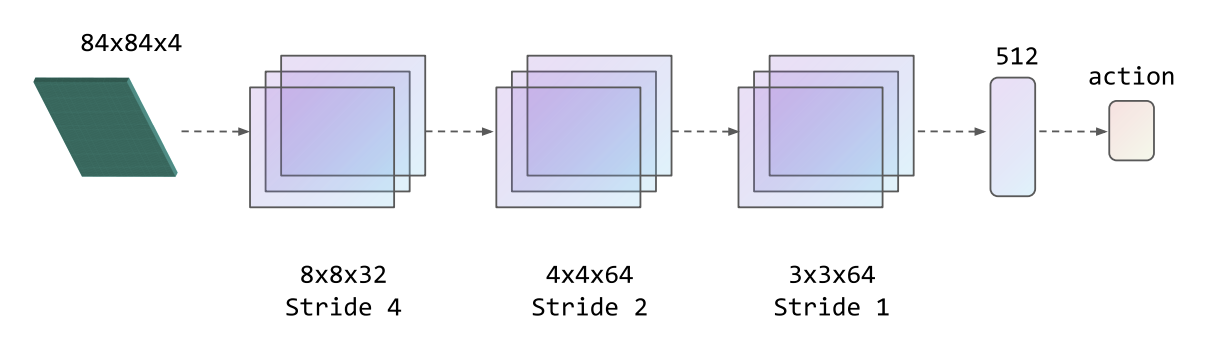 84x84x4
512
action
8x8x32
Stride 4
4x4x64
Stride 2
3x3x64
Stride 1